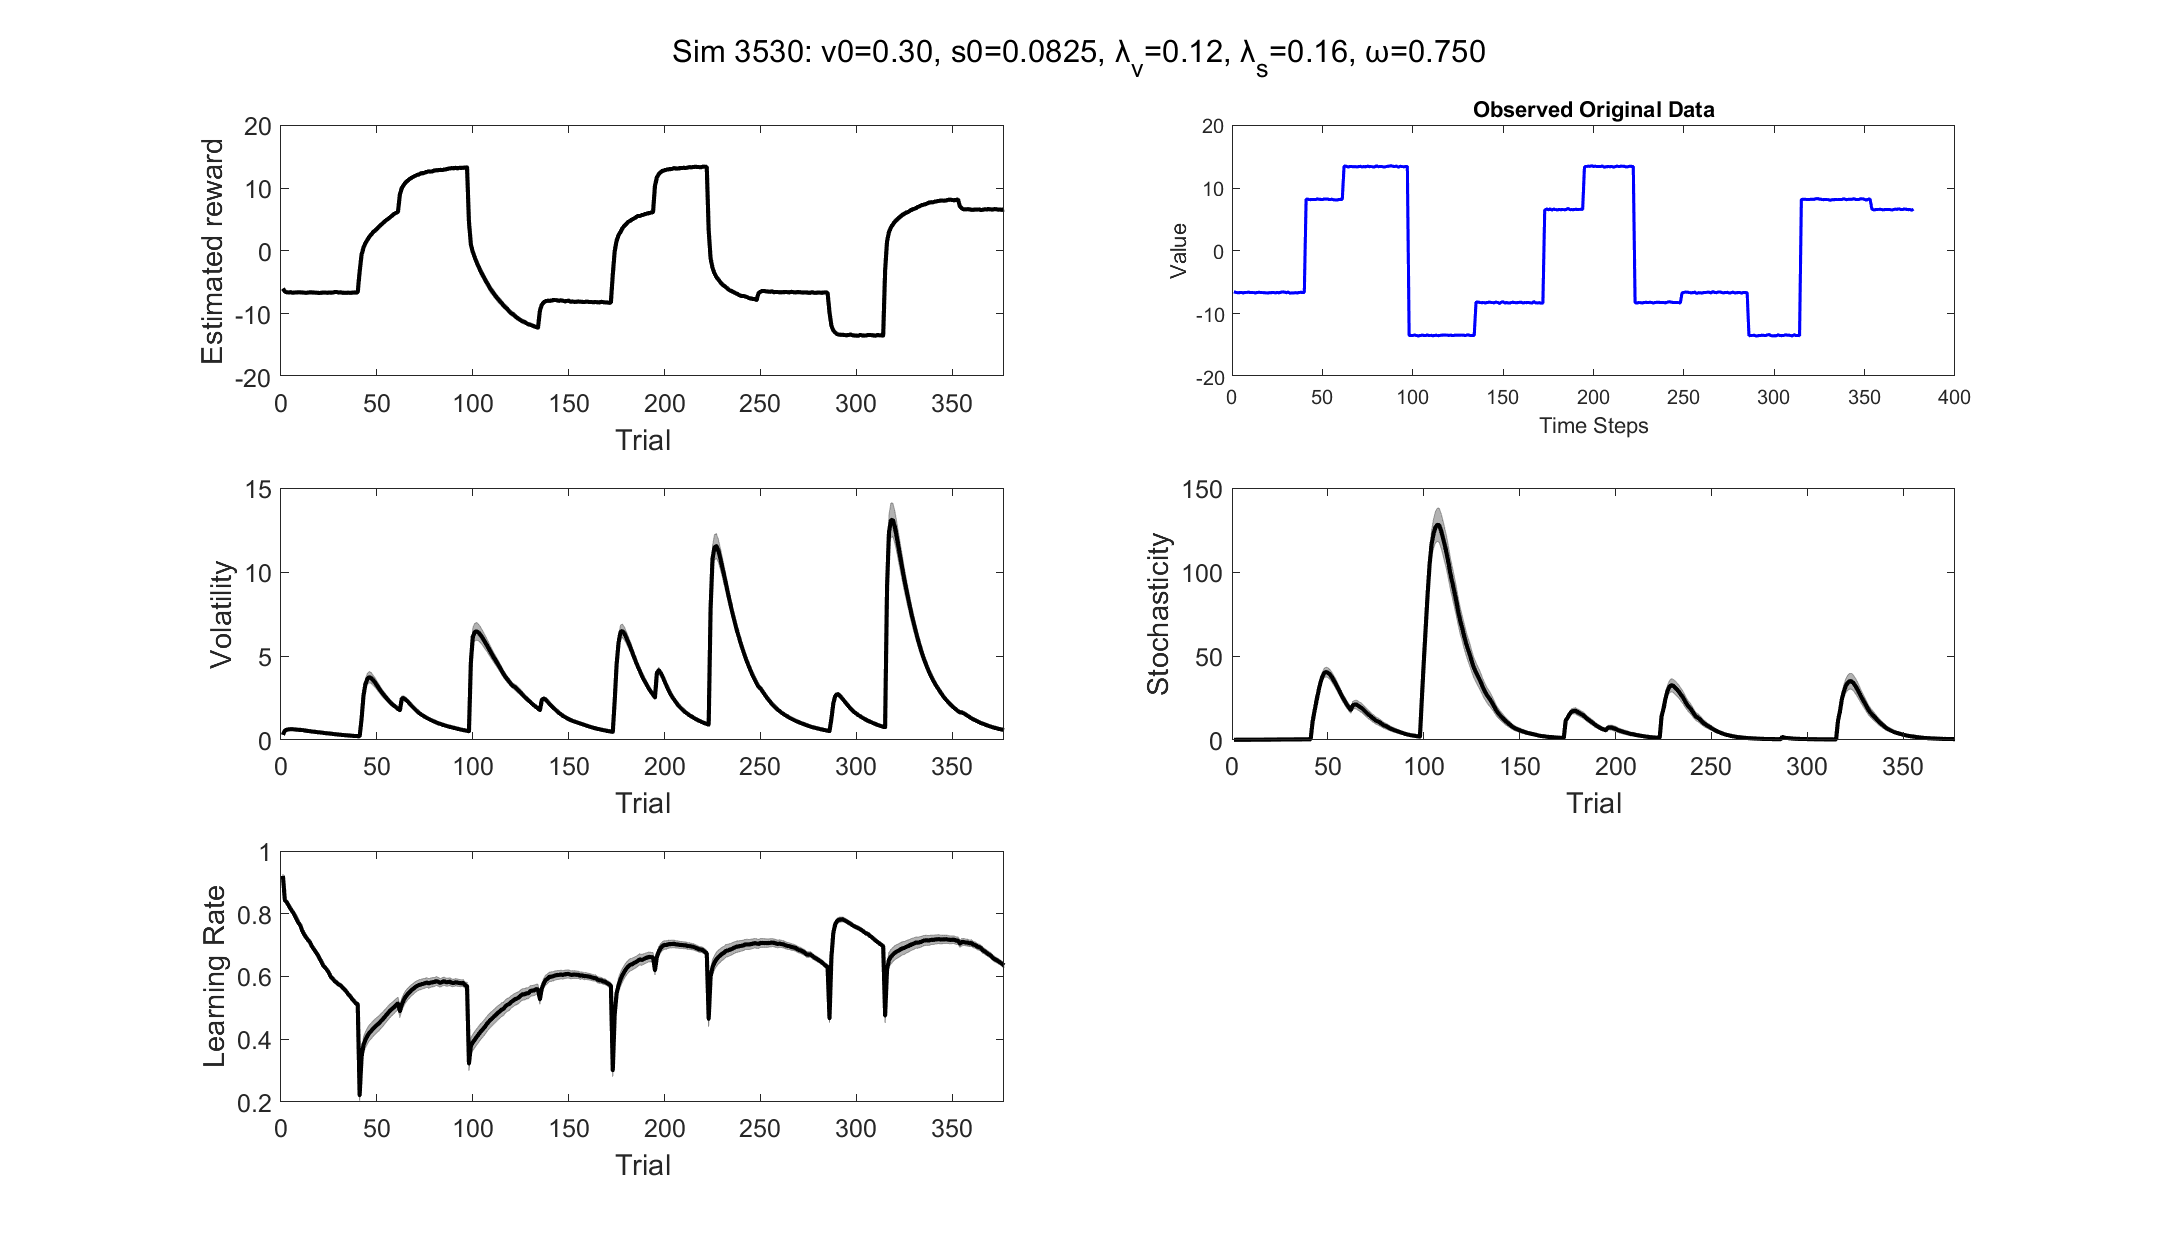 Sim 3530: v0=0.30, s0=0.0825, λ_v=0.12, λ_s=0.16, ω=0.750
Estimated reward
20
10
0
-10
-20
0 50 100 150 200 250 300 350
Trial
Observed Original Data
Value
20
10
0
-10
-20
0 50 100 150 200 250 300 350 400
Time Steps
Volatility
15
10
5
0
0 50 100 150 200 250 300 350
Trial
Stochasticity
150
100
50
0
0 50 100 150 200 250 300 350
Trial
Learning Rate
1
0.8
0.6
0.4
0.2
0 50 100 150 200 250 300 350
Trial